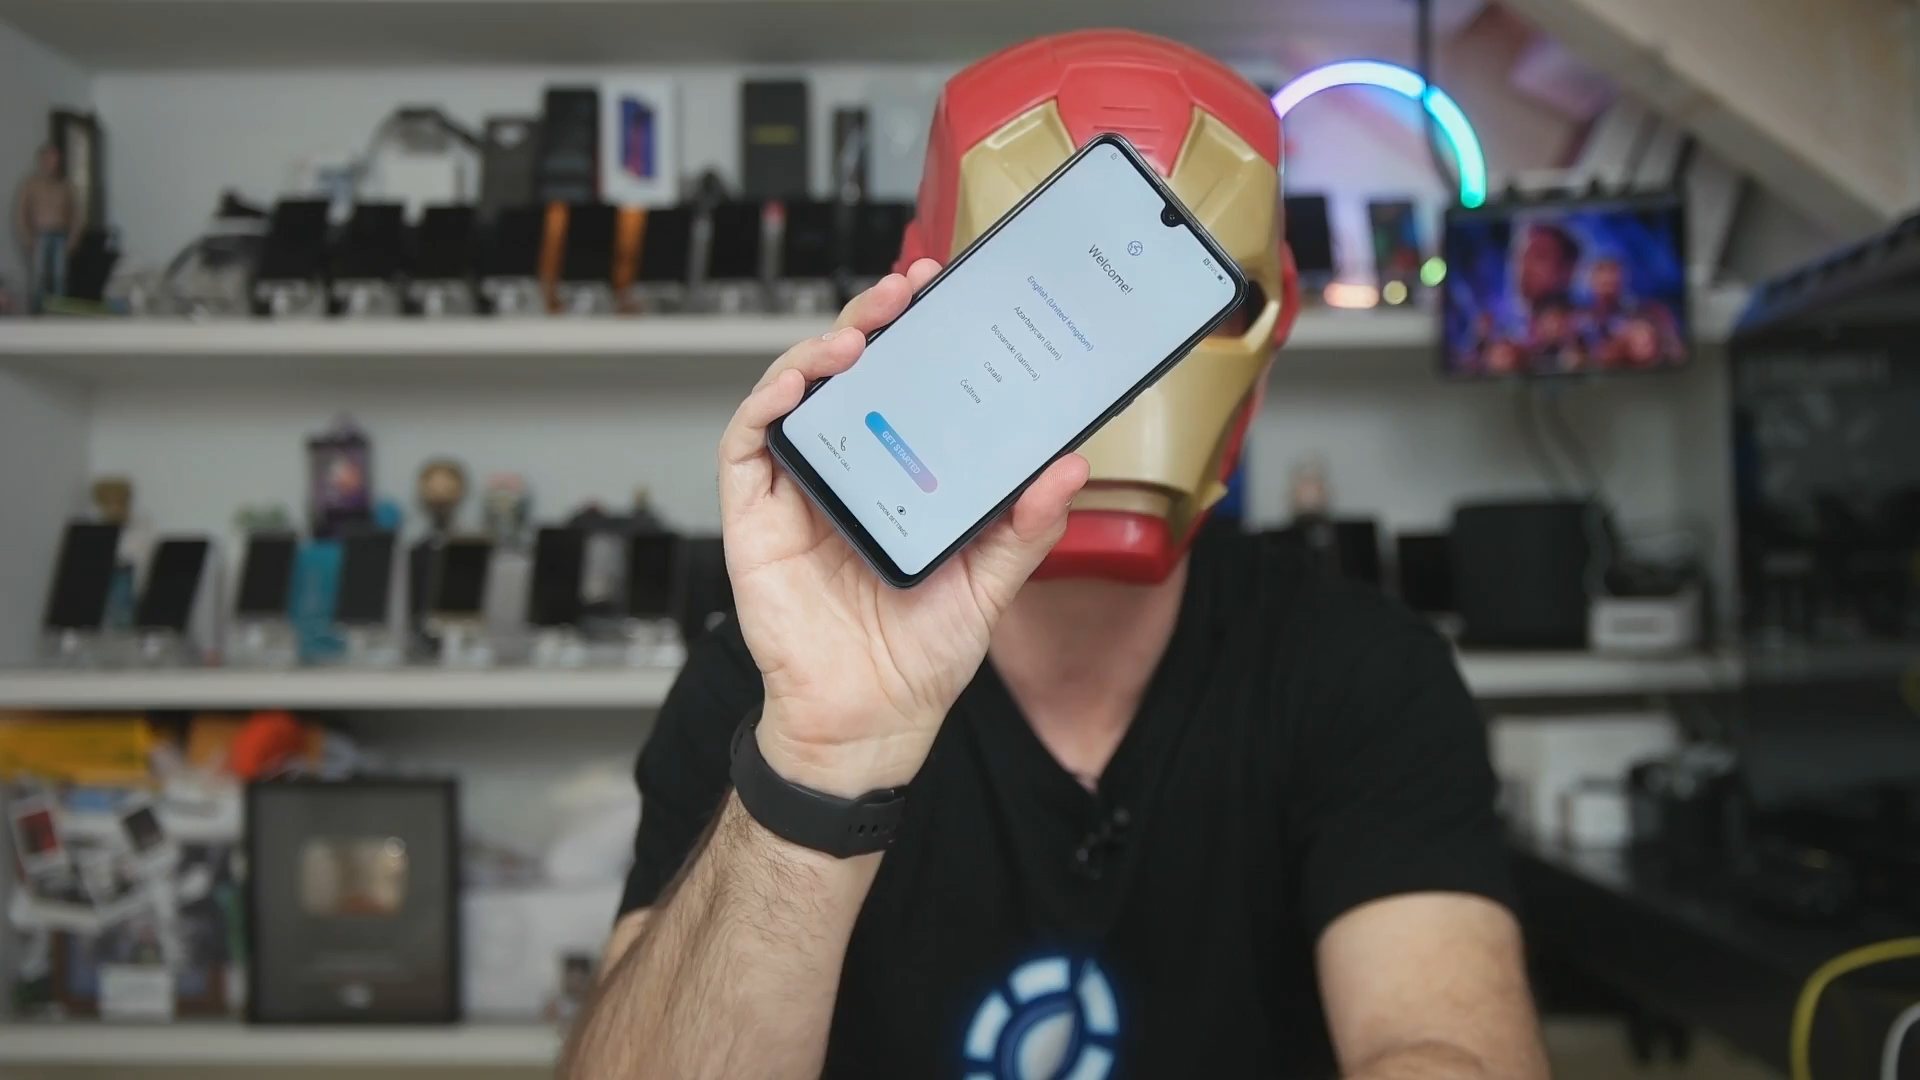 Welcome!
English (United Kingdom)
Azərbaycan (latın)
Bosanski (latinica)
Català
Čeština
GET STARTED
EMERGENCY CALL
VISION SETTINGS